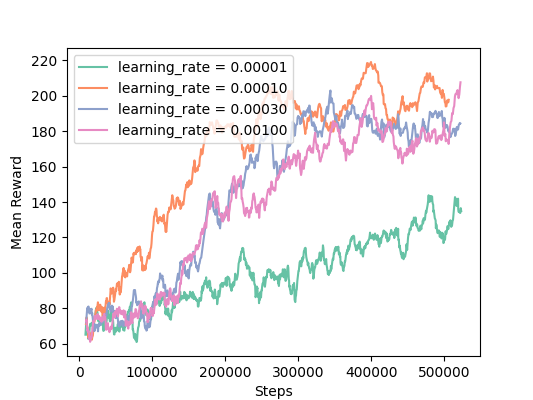 learning_rate = 0.00001
learning_rate = 0.00010
learning_rate = 0.00030
learning_rate = 0.00100
220
200
180
160
140
120
100
80
60
Mean Reward
0 100000 200000 300000 400000 500000
Steps